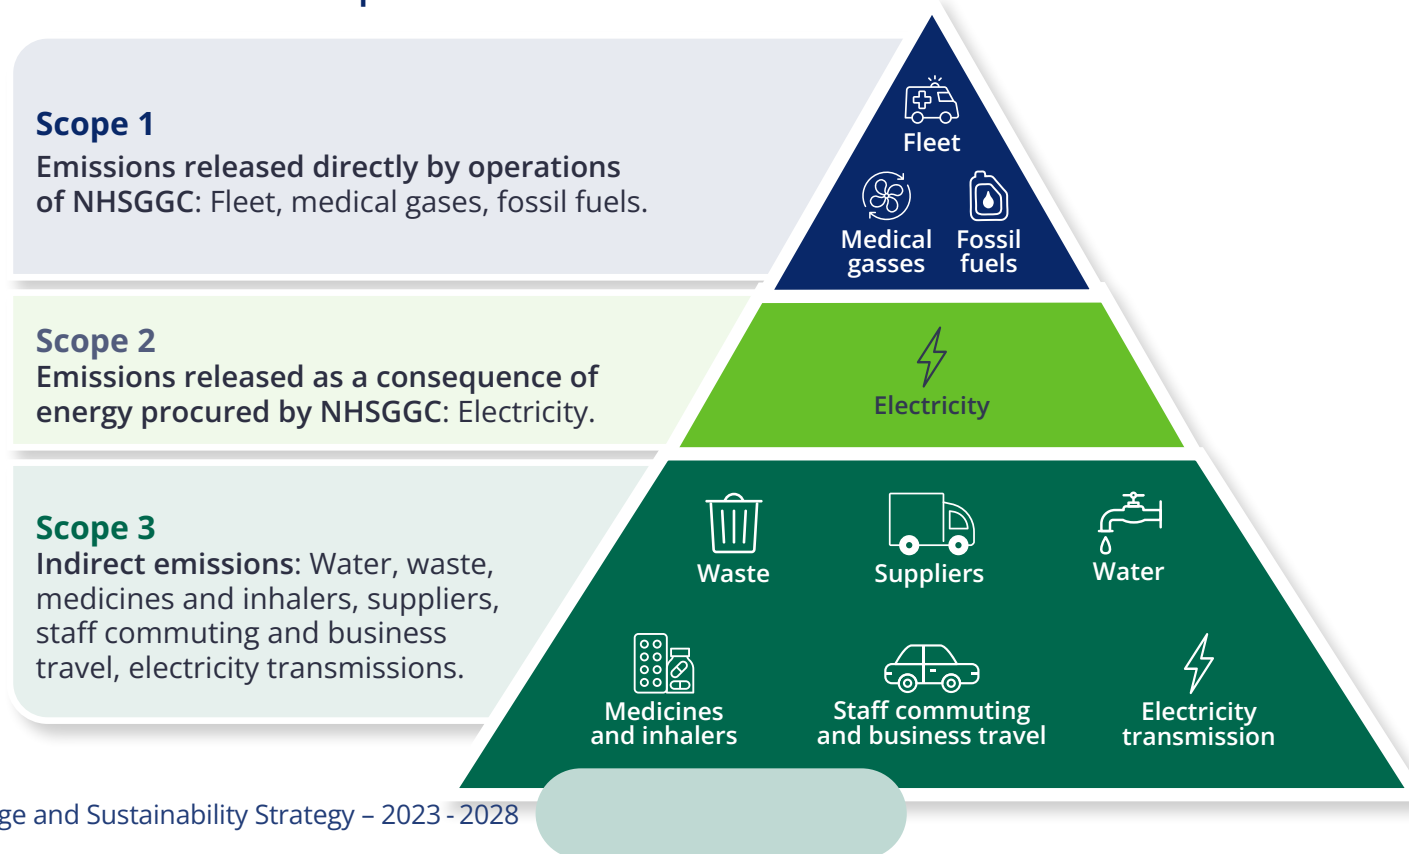 Scope 1
Emissions released directly by operations
of NHSGGC: Fleet, medical gases, fossil fuels.
Fleet
Medical gasses
Fossil fuels
Scope 2
Emissions released as a consequence of
energy procured by NHSGGC: Electricity.
Electricity
Scope 3
Indirect emissions: Water, waste,
medicines and inhalers, suppliers,
staff commuting and business
travel, electricity transmissions.
Waste
Suppliers
Water
Medicines
and inhalers
Staff commuting
and business travel
Electricity
transmission
and Sustainability Strategy – 2023 - 2028